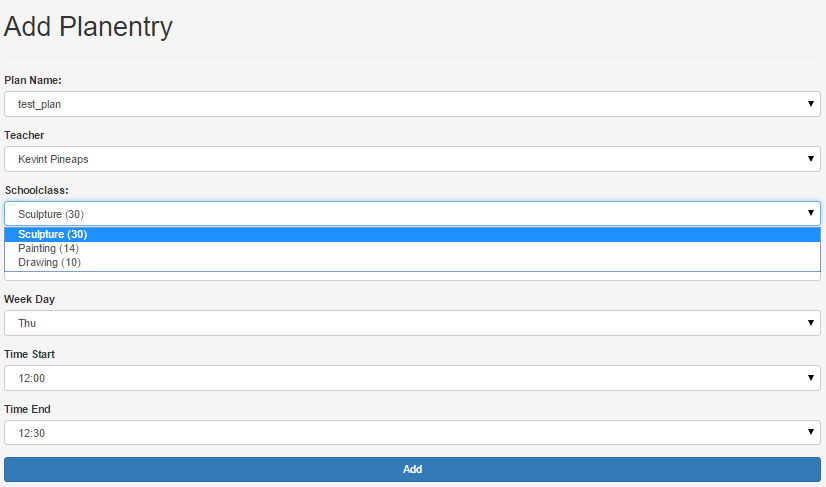 Add Planentry
Plan Name:
test_plan
Teacher
Kevint Pineaps
Schoolclass:
Sculpture (30)
Sculpture (30)
Painting (14)
Drawing (10)
Week Day
Thu
Time Start
12:00
Time End
12:30
Add